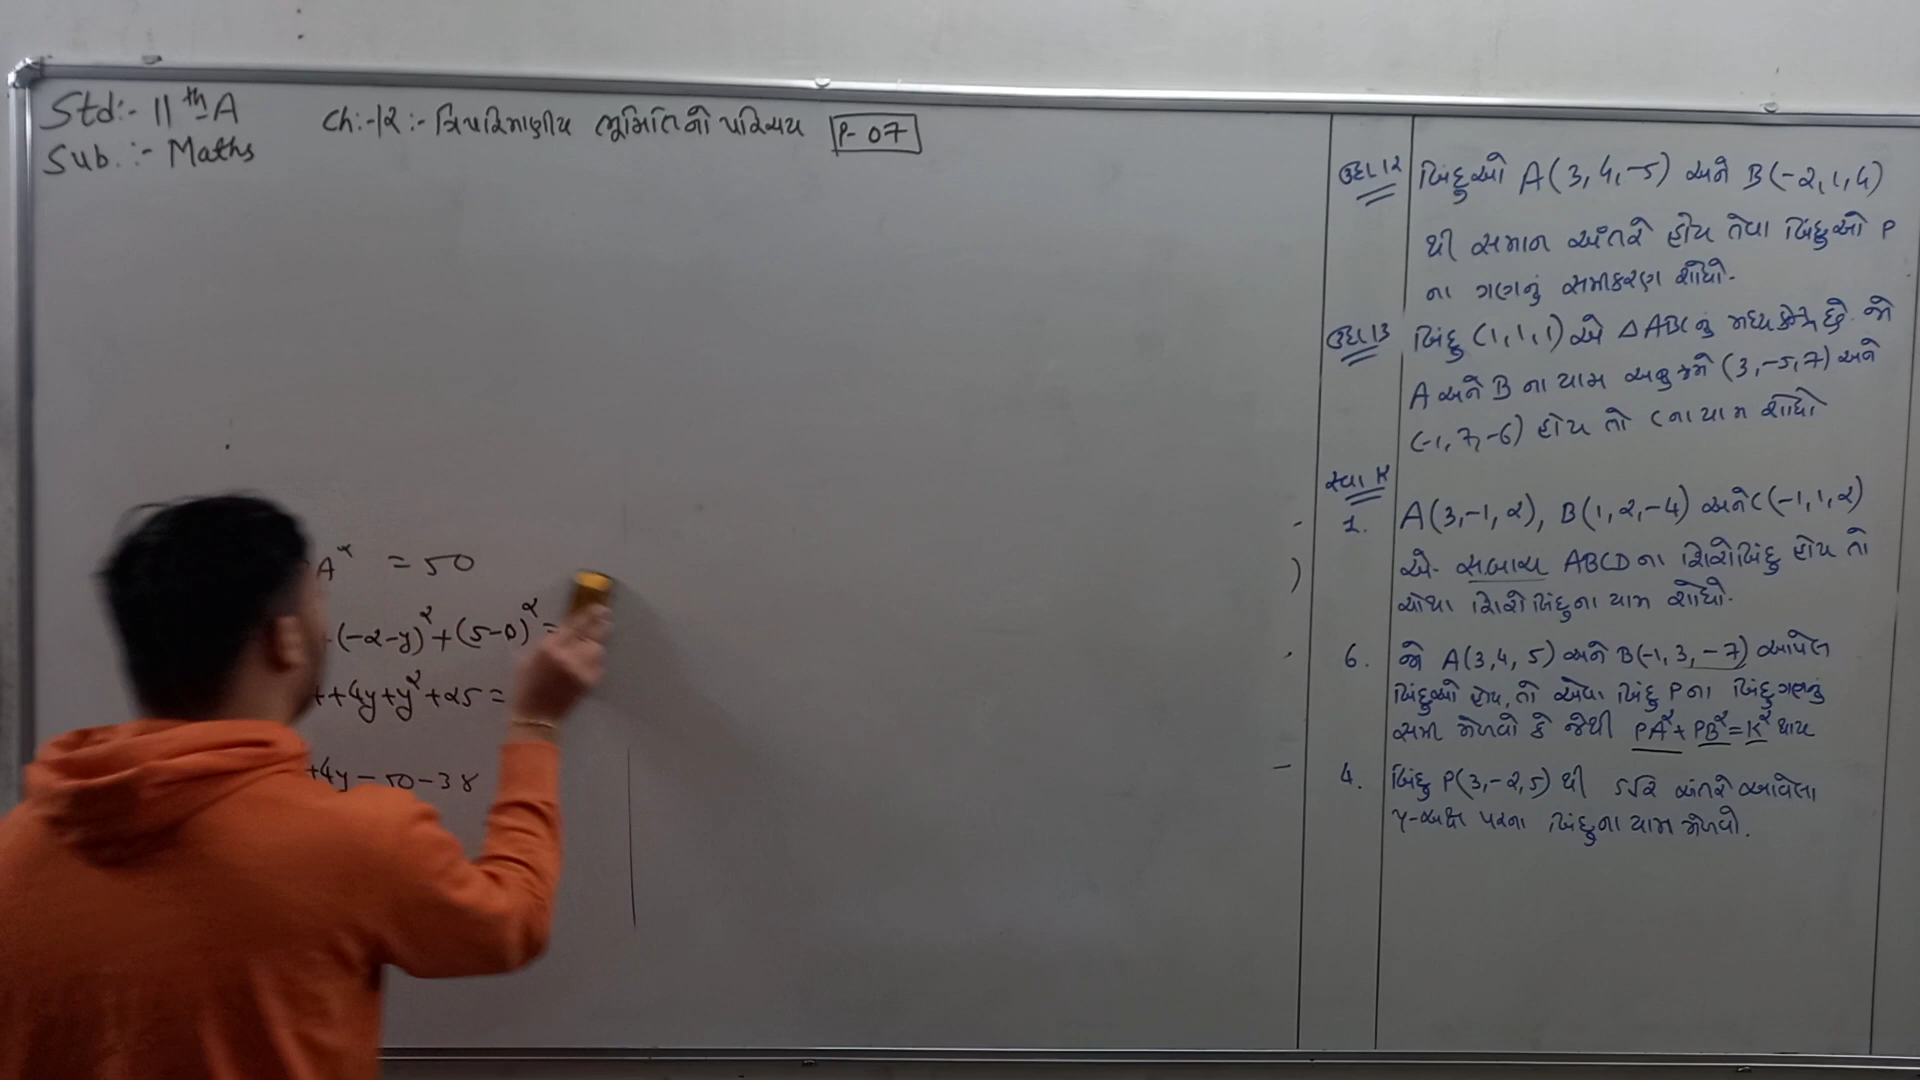 Std:- 11th A
Sub.:- Maths
Ch:-12:- ત્રિપરિમાણીય ભૂમિતિનો પરિચય P-07
A² = 50
(-2-y)²+(5-0)² =
+4y+y²+25 =
+4y-50-38
ઉદા 12 બિંદુઓ A(3,4,-5) અને B(-2,1,4)
થી સમાન અંતરે હોય તેવા બિંદુઓ P
ના ગણનું સમીકરણ શોધો.
ઉદા 13 બિંદુ (1,1,1) એ △ABC નું મધ્યકેન્દ્ર છે. જો
A અને B ના યામ અનુક્રમે (3,-5,7) અને
(-1,7,-6) હોય તો C ના યામ શોધો
સ્વા
1. A(3,-1,2), B(1,2,-4) અને C(-1,1,2)
એ સબાચ ABCD ના શિરોબિંદુ હોય તો
ચોથા શિરોબિંદુના યામ શોધો.
6. જો A(3,4,5) અને B(-1,3,-7) આપેલ
બિંદુઓ હોય, તો એવા બિંદુ P ના બિંદુગણનું
સમી મેળવો કે જેથી PA²+PB²=K² થાય
4. બિંદુ P(3,-2,5) થી 5√2 અંતરે આવેલા
y-અક્ષ પરના બિંદુના યામ મેળવો.